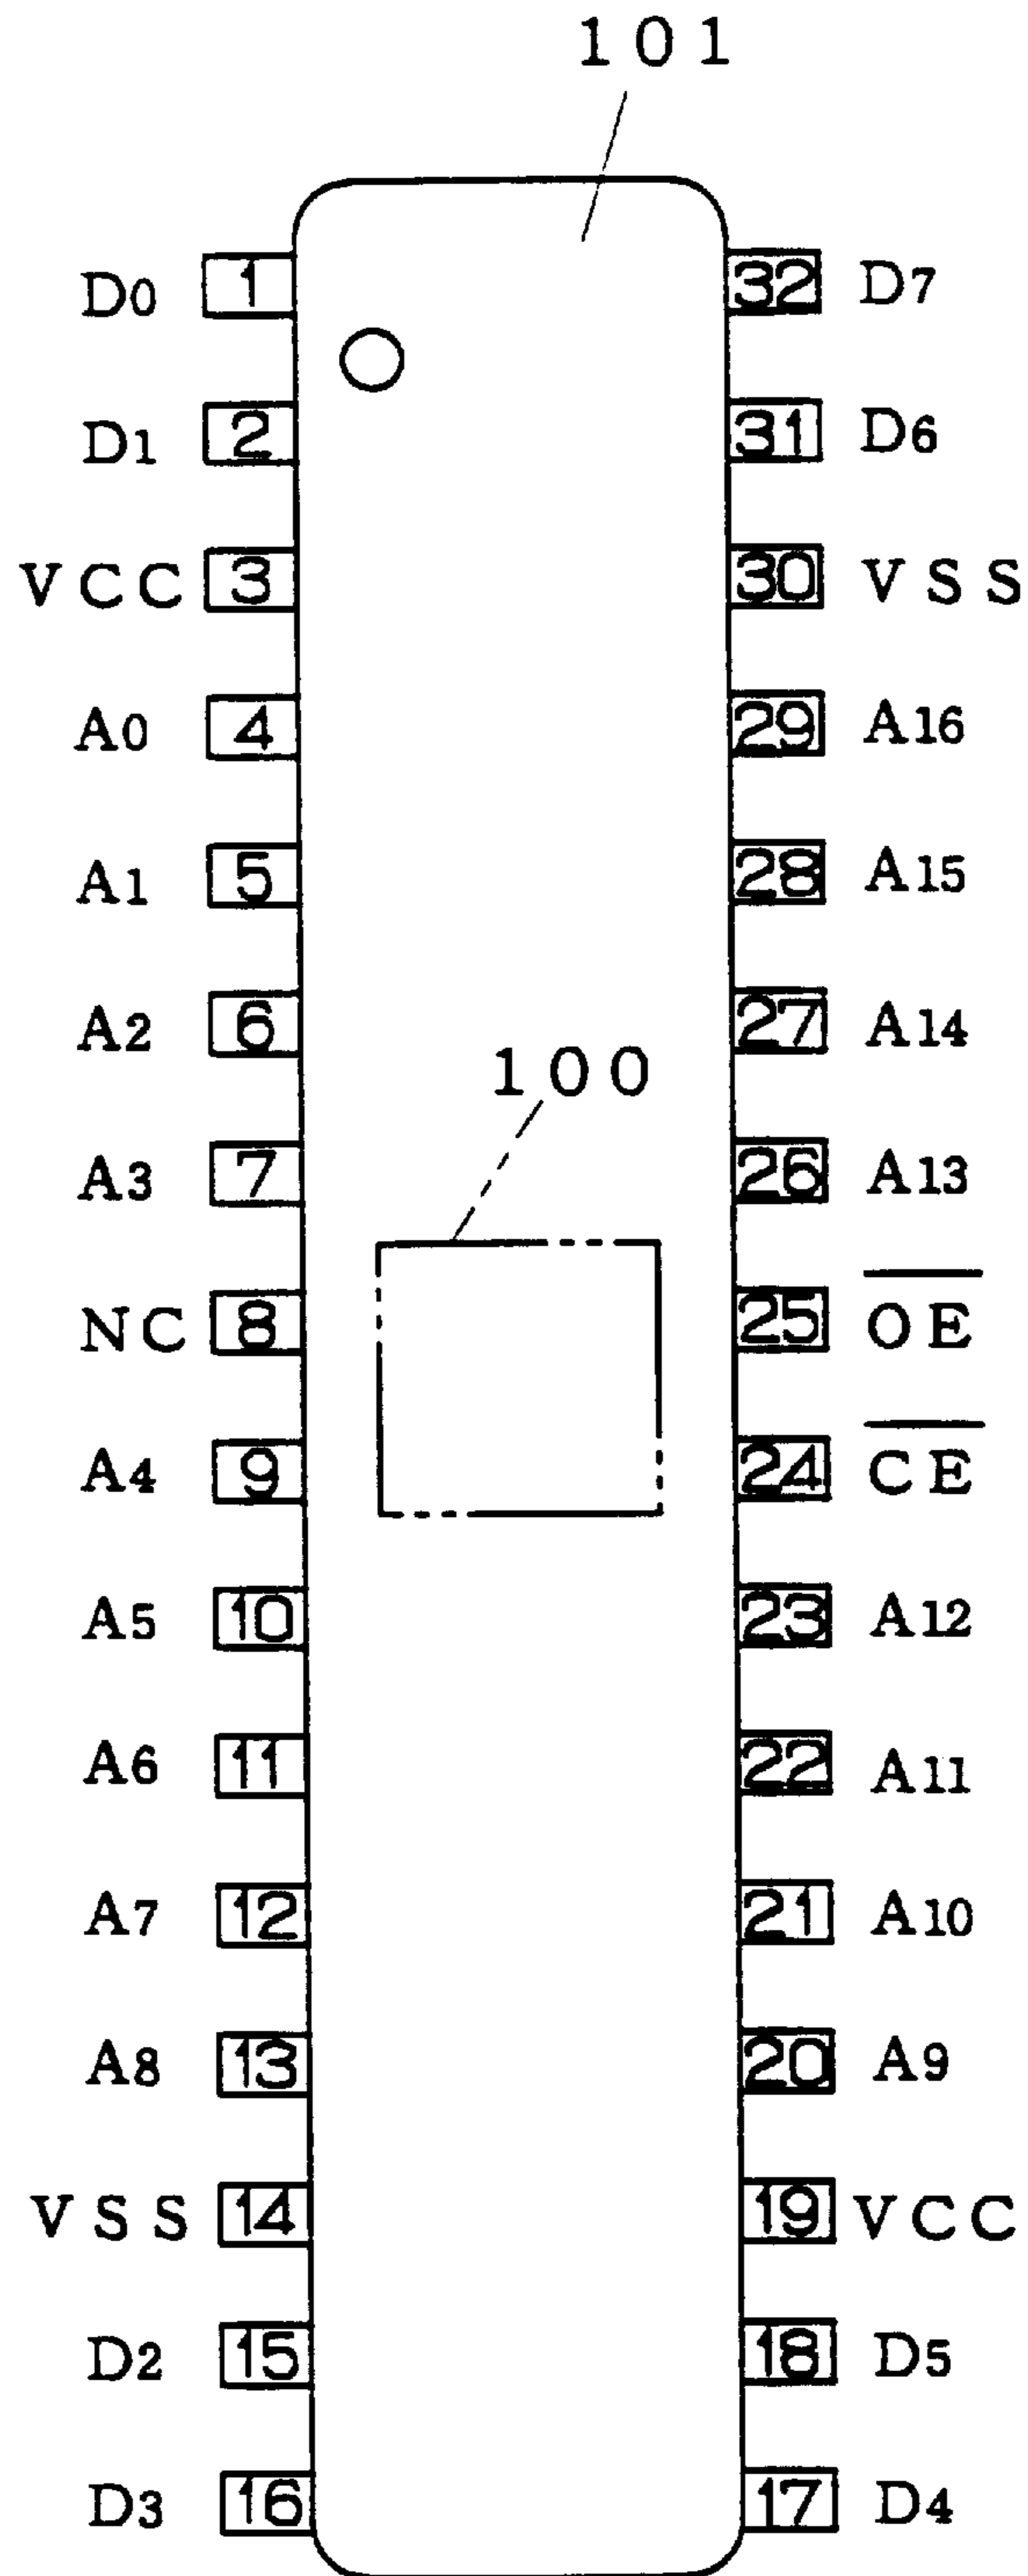 101
D0 1 32 D7
D1 2 31 D6
VCC 3 30 VSS
A0 4 29 A16
A1 5 28 A15
A2 6 27 A14
100
A3 7 26 A13
NC 8 25 O̅E̅
A4 9 24 C̅E̅
A5 10 23 A12
A6 11 22 A11
A7 12 21 A10
A8 13 20 A9
VSS 14 19 VCC
D2 15 18 D5
D3 16 17 D4